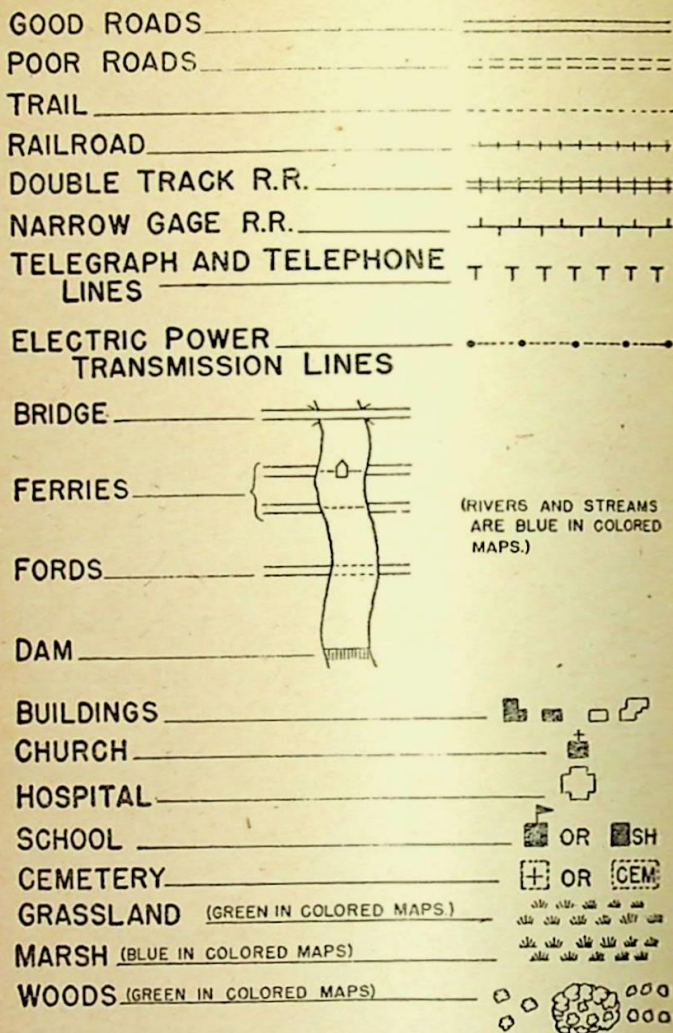 GOOD ROADS
POOR ROADS
TRAIL
RAILROAD
DOUBLE TRACK R.R.
NARROW GAGE R.R.
TELEGRAPH AND TELEPHONE
LINES
T T T T T T T
ELECTRIC POWER
TRANSMISSION LINES
BRIDGE
FERRIES
(RIVERS AND STREAMS
ARE BLUE IN COLORED
MAPS.)
FORDS
DAM
BUILDINGS
CHURCH
HOSPITAL
SCHOOL OR SH
CEMETERY OR CEM
GRASSLAND (GREEN IN COLORED MAPS.)
MARSH (BLUE IN COLORED MAPS)
WOODS (GREEN IN COLORED MAPS)